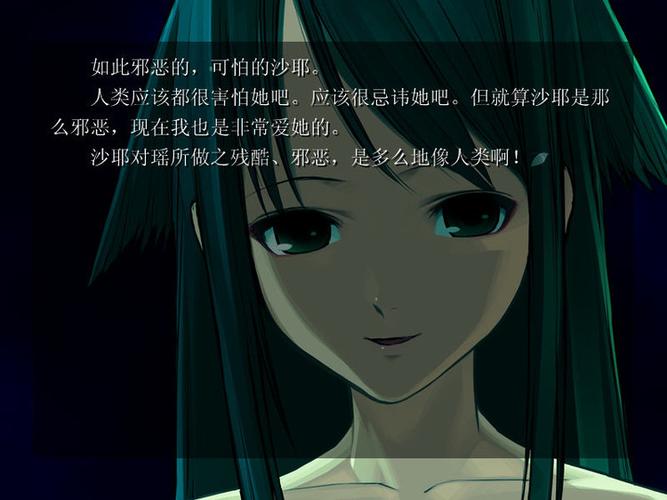 如此邪恶的，可怕的沙耶。
人类应该都很害怕她吧。应该很忌讳她吧。但就算沙耶是那
么邪恶，现在我也是非常爱她的。
沙耶对瑶所做之残酷、邪恶，是多么地像人类啊！